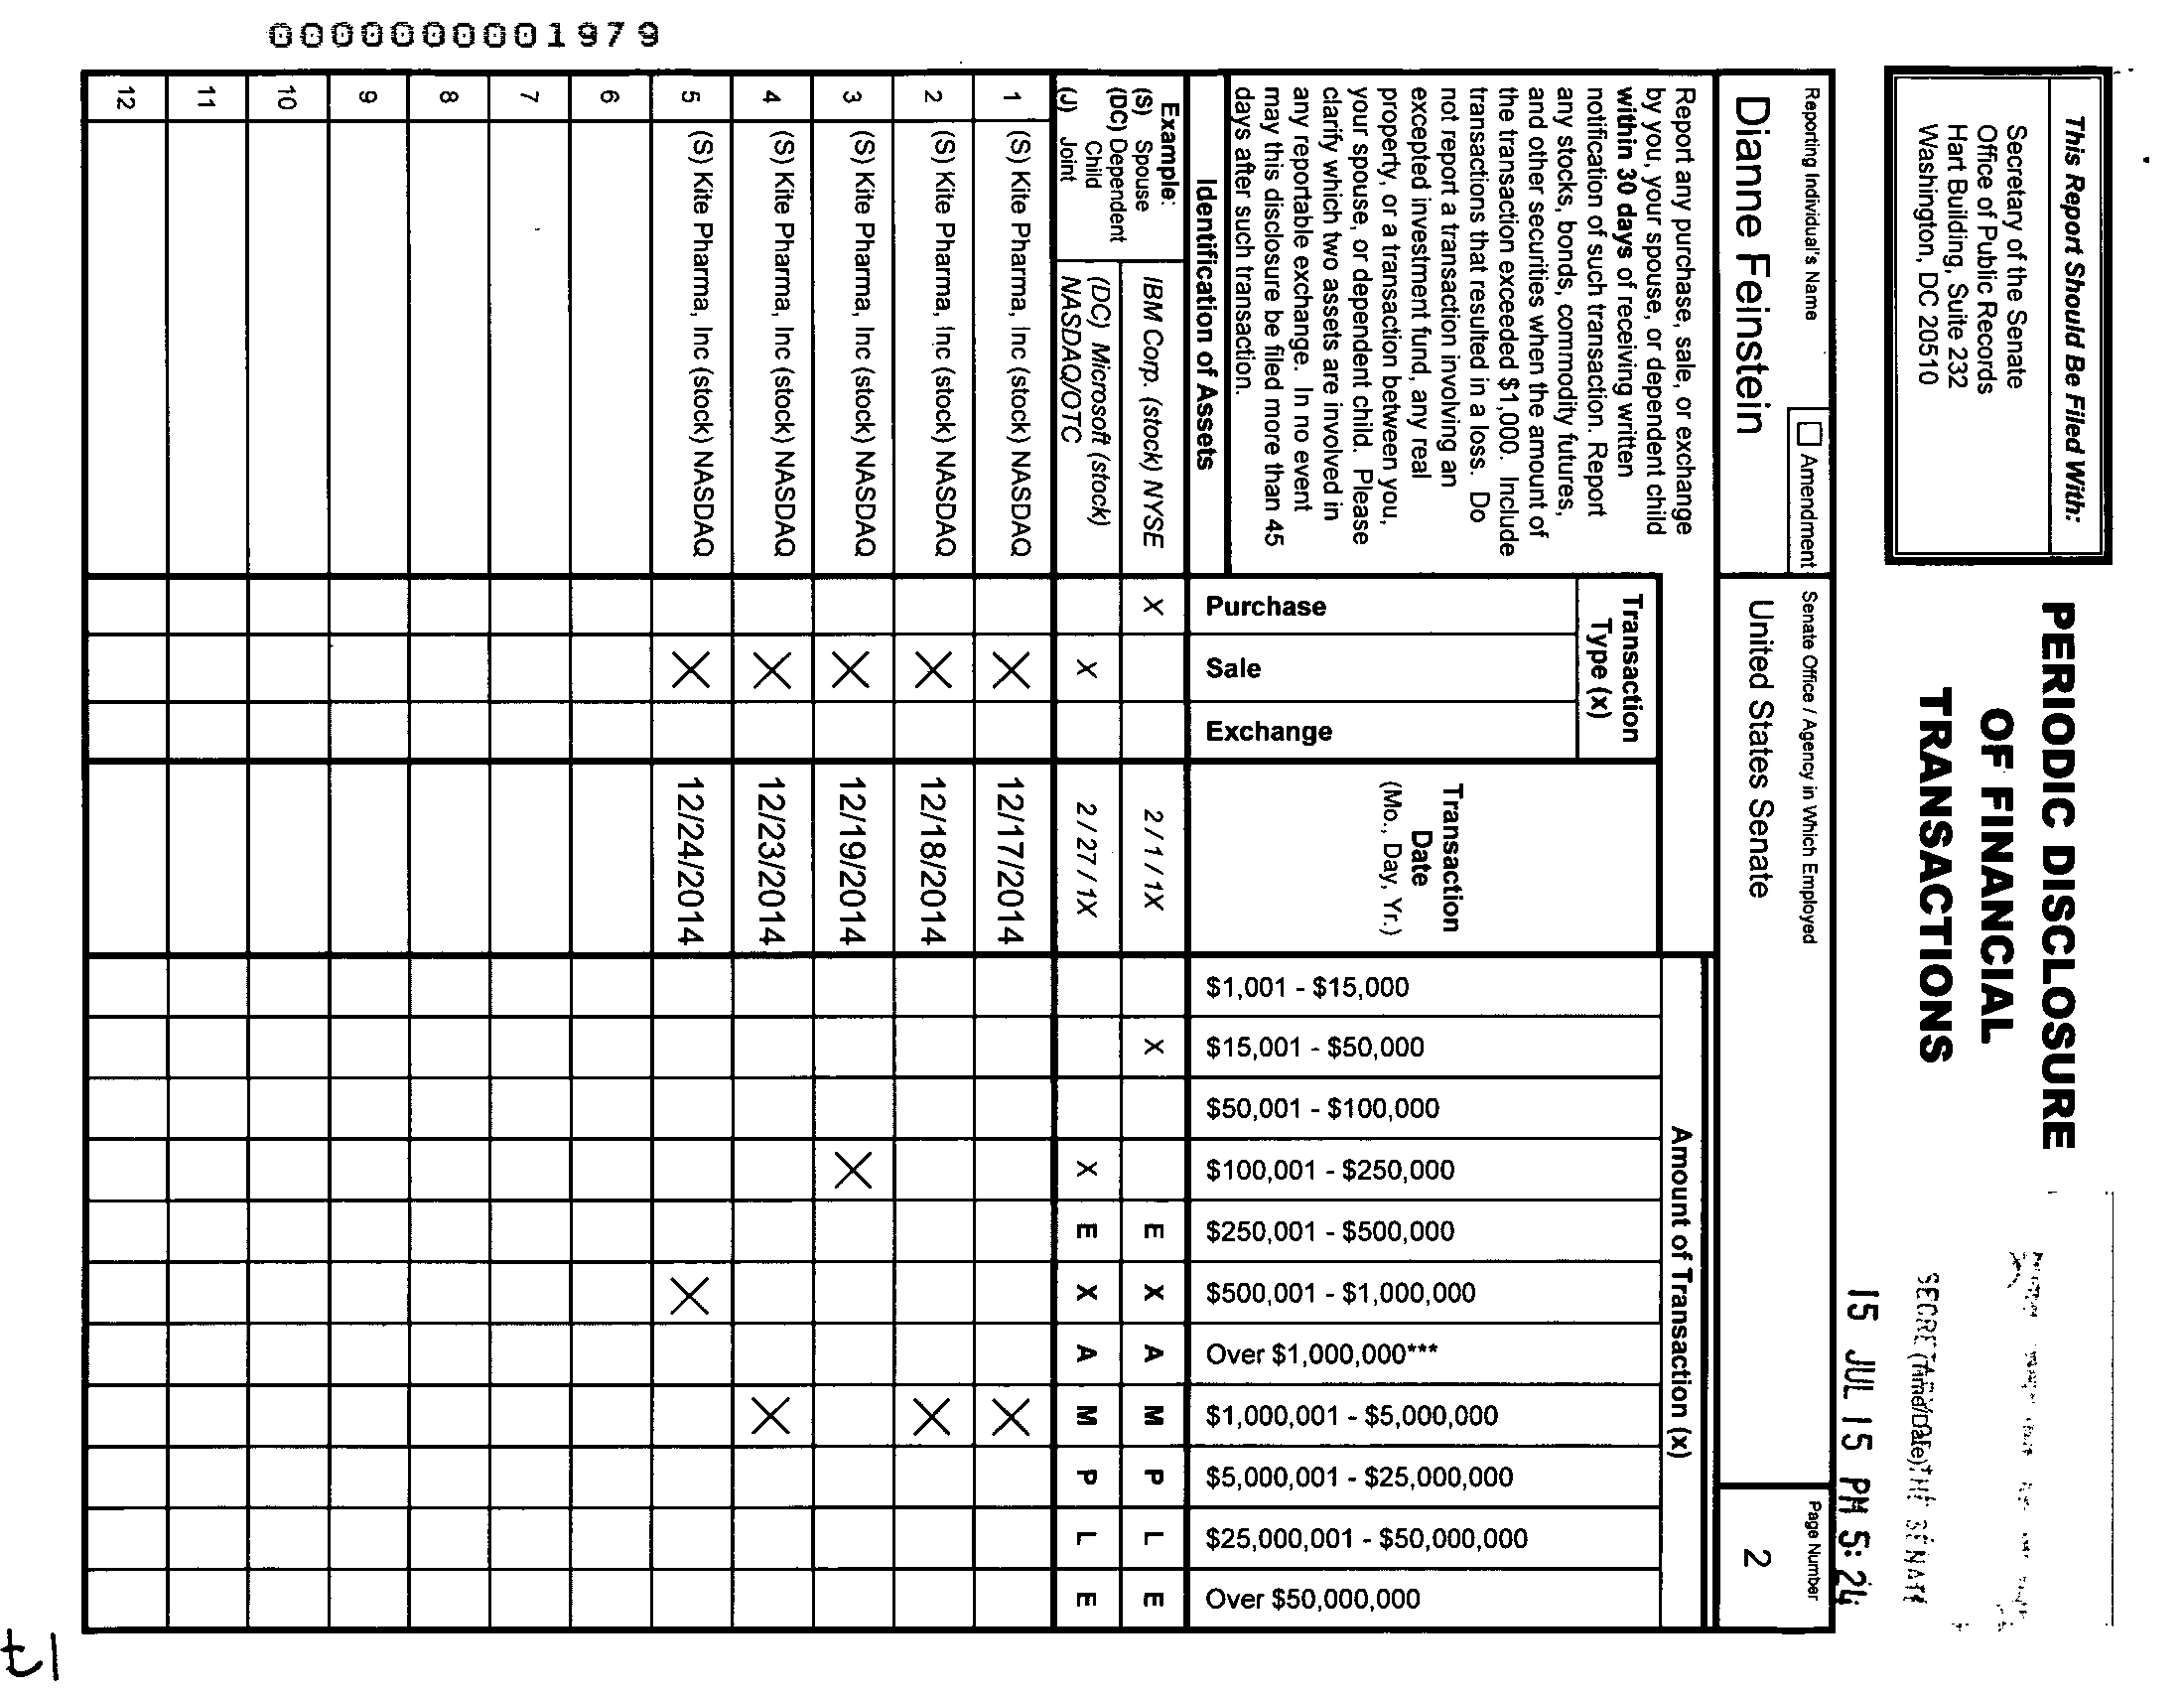 This Report Should Be Filed With:
Secretary of the Senate
Office of Public Records
Hart Building, Suite 232
Washington, DC 20510
PERIODIC DISCLOSURE
OF FINANCIAL
TRANSACTIONS
SECRETARY THE SENATE
(Time/Date)
15 JUL 15 PM 5:24
Reporting Individual's Name
Amendment
Dianne Feinstein
Senate Office / Agency in Which Employed
United States Senate
Page Number
2
Report any purchase, sale, or exchange
by you, your spouse, or dependent child
within 30 days of receiving written
notification of such transaction. Report
any stocks, bonds, commodity futures,
and other securities when the amount of
the transaction exceeded $1,000. Include
transactions that resulted in a loss. Do
not report a transaction involving an
excepted investment fund, any real
property, or a transaction between you,
your spouse, or dependent child. Please
clarify which two assets are involved in
any reportable exchange. In no event
may this disclosure be filed more than 45
days after such transaction.
Transaction
Type (x)
Amount of Transaction (x)
Identification of Assets
Purchase
Sale
Exchange
Transaction
Date
(Mo., Day, Yr.)
$1,001 - $15,000
$15,001 - $50,000
$50,001 - $100,000
$100,001 - $250,000
$250,001 - $500,000
$500,001 - $1,000,000
Over $1,000,000***
$1,000,001 - $5,000,000
$5,000,001 - $25,000,000
$25,000,001 - $50,000,000
Over $50,000,000
Example:
(S) Spouse
(DC) Dependent
Child
(J) Joint
IBM Corp. (stock) NYSE X 2 / 1 / 1X X E X A M P L E
(DC) Microsoft (stock)
NASDAQ/OTC X 2 / 27 / 1X X E X A M P L E
1 (S) Kite Pharma, Inc (stock) NASDAQ X 12/17/2014 X
2 (S) Kite Pharma, Inc (stock) NASDAQ X 12/18/2014 X
3 (S) Kite Pharma, Inc (stock) NASDAQ X 12/19/2014 X
4 (S) Kite Pharma, Inc (stock) NASDAQ X 12/23/2014 X
5 (S) Kite Pharma, Inc (stock) NASDAQ X 12/24/2014 X
6
7
8
9
10
11
12
0000000001979